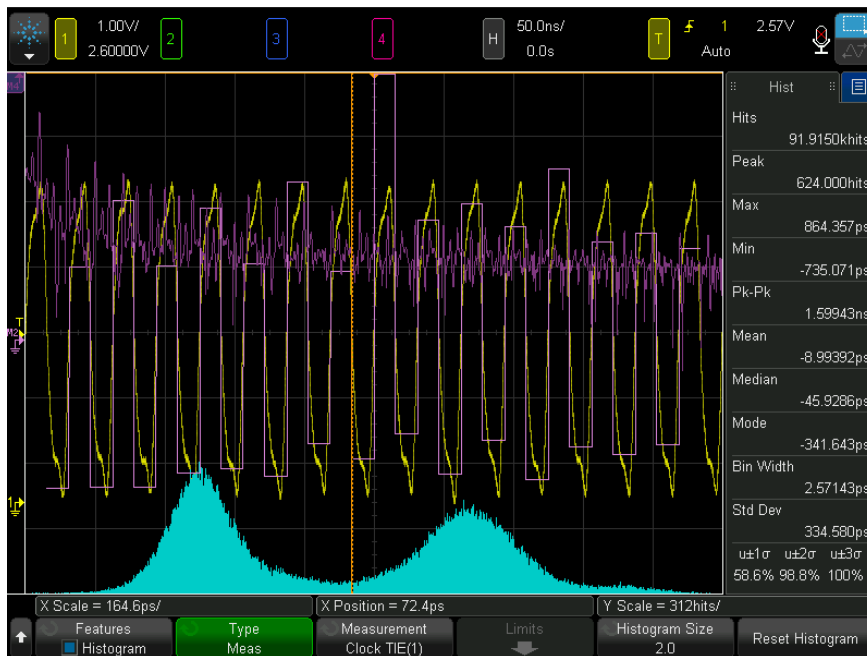 1 1.00V/ 2 3 4 H 50.0ns/ T 1 2.57V
2.60000V 0.0s Auto
M4
T
M2
1
Hist
Hits
91.9150khits
Peak
624.000hits
Max
864.357ps
Min
-735.071ps
Pk-Pk
1.59943ns
Mean
-8.99392ps
Median
-45.9286ps
Mode
-341.643ps
Bin Width
2.57143ps
Std Dev
334.580ps
u±1σ u±2σ u±3σ
58.6% 98.8% 100%
X Scale = 164.6ps/ X Position = 72.4ps Y Scale = 312hits/
Features Type Measurement Limits Histogram Size Reset Histogram
Histogram Meas Clock TIE(1) 2.0